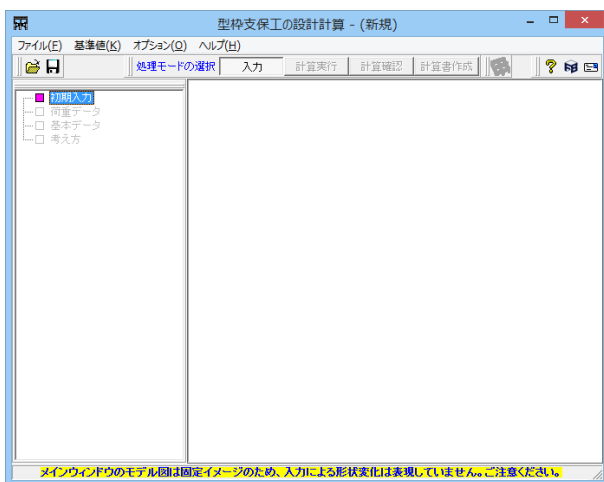 型枠支保工の設計計算 - (新規)
ファイル(F) 基準値(K) オプション(O) ヘルプ(H)
処理モードの選択 入力 計算実行 計算確認 計算書作成
初期入力
荷重データ
基本データ
考え方
メインウィンドウのモデル図は固定イメージのため、入力による形状変化は表現していません。ご注意ください。